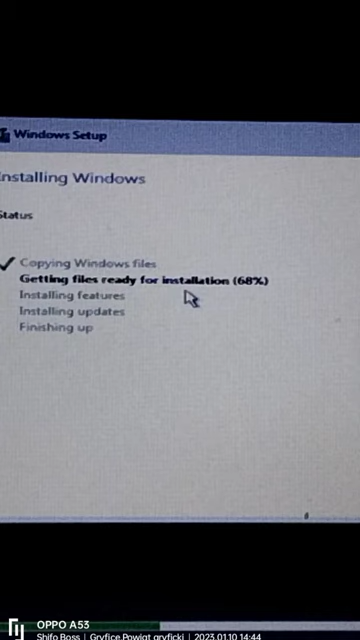 Windows Setup
Installing Windows
Status
Copying Windows files
Getting files ready for installation (68%)
Installing features
Installing updates
Finishing up
OPPO A53
Shifo Boss | Gryfice,Powiat gryficki | 2023.01.10 14:44